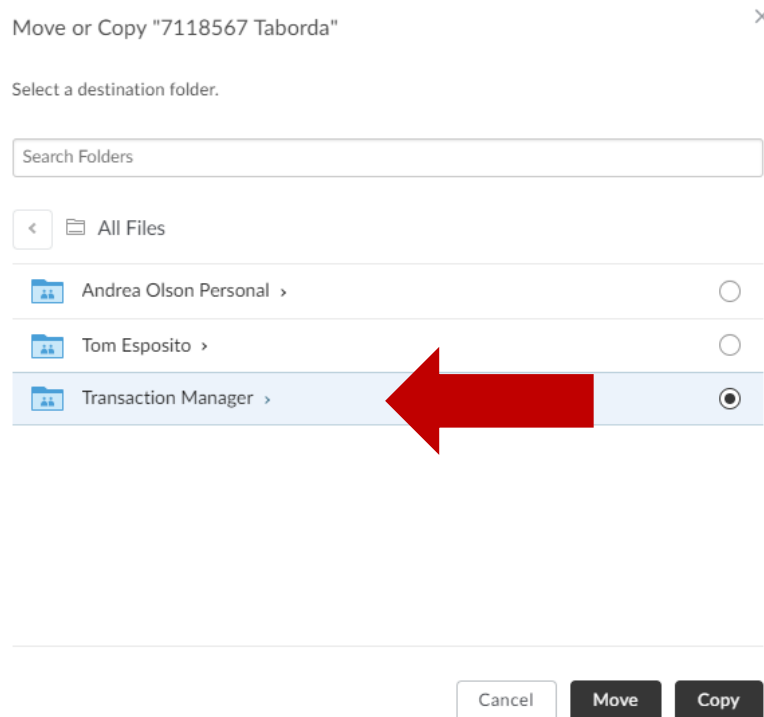 Move or Copy "7118567 Taborda"
Select a destination folder.
Search Folders
All Files
Andrea Olson Personal ›
Tom Esposito ›
Transaction Manager ›
Cancel Move Copy